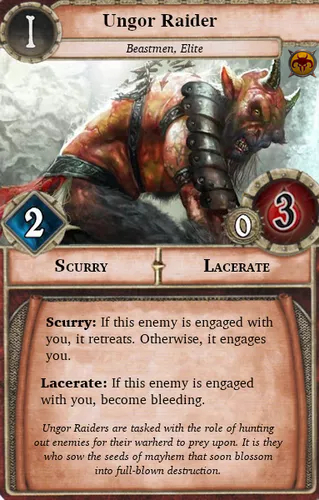 I
Ungor Raider
Beastmen, Elite
2
0
3
SCURRY
LACERATE
Scurry: If this enemy is engaged with
you, it retreats. Otherwise, it engages
you.
Lacerate: If this enemy is engaged
with you, become bleeding.
Ungor Raiders are tasked with the role of hunting
out enemies for their warherd to prey upon. It is they
who sow the seeds of mayhem that soon blossom
into full-blown destruction.